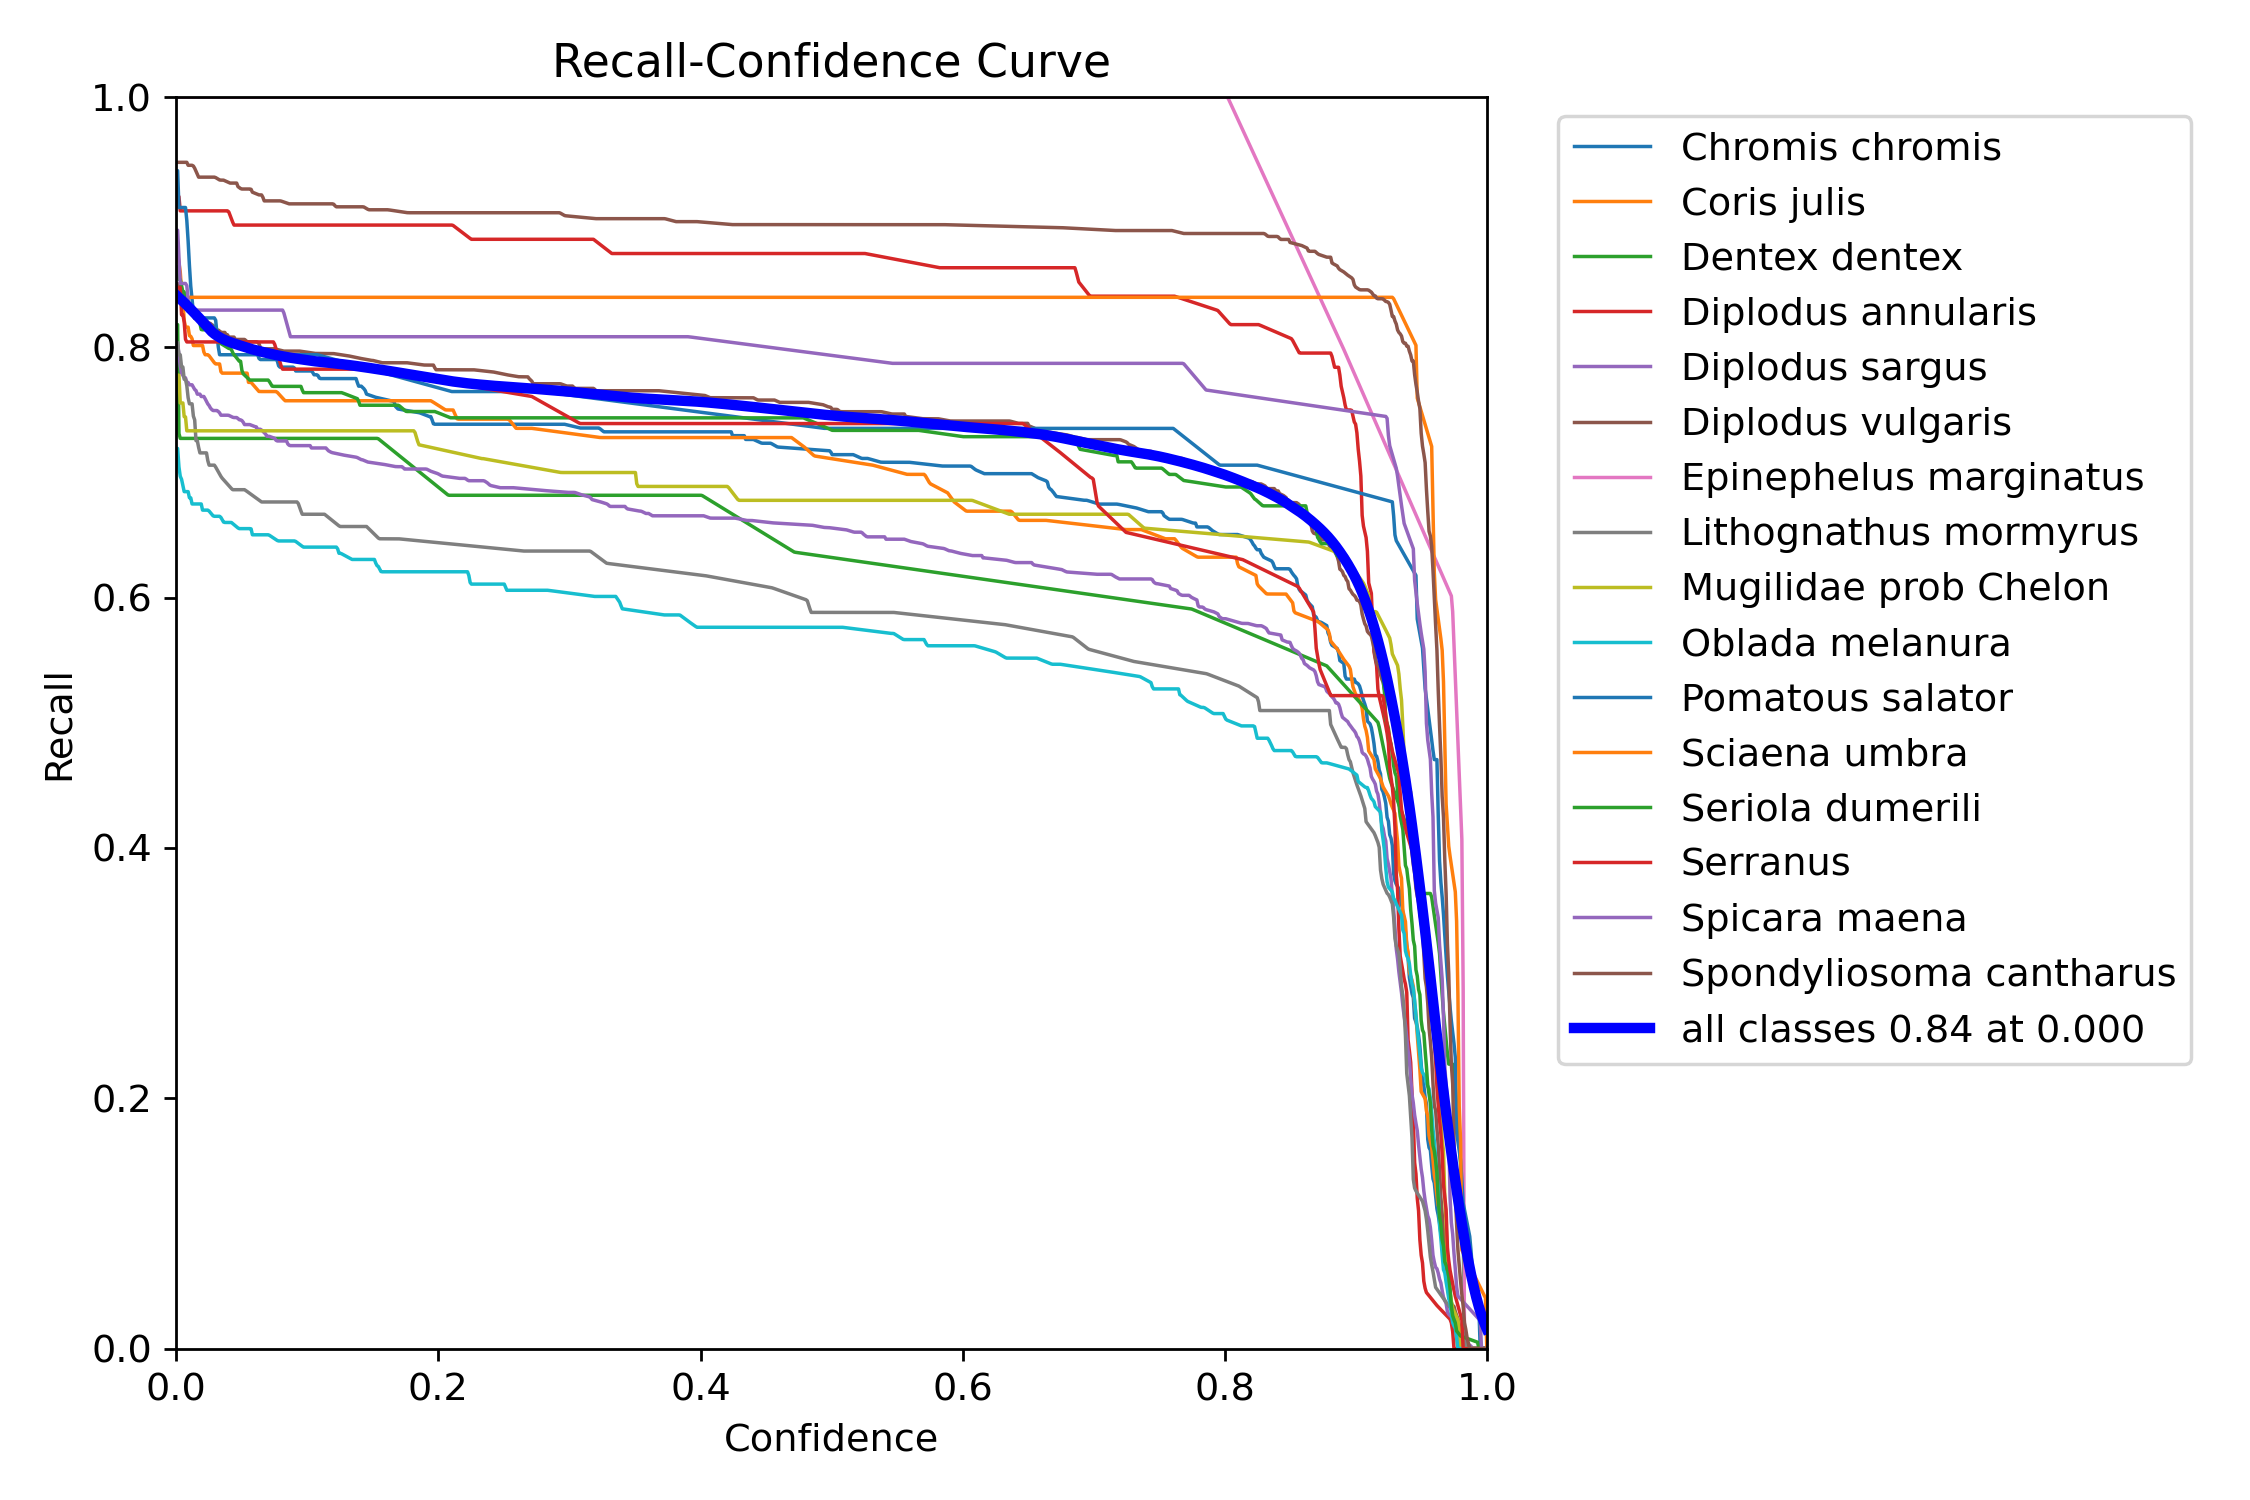 Recall-Confidence Curve
1.0
0.8
0.6
0.4
0.2
0.0
Recall
0.0 0.2 0.4 0.6 0.8 1.0
Confidence
Chromis chromis
Coris julis
Dentex dentex
Diplodus annularis
Diplodus sargus
Diplodus vulgaris
Epinephelus marginatus
Lithognathus mormyrus
Mugilidae prob Chelon
Oblada melanura
Pomatous salator
Sciaena umbra
Seriola dumerili
Serranus
Spicara maena
Spondyliosoma cantharus
all classes 0.84 at 0.000